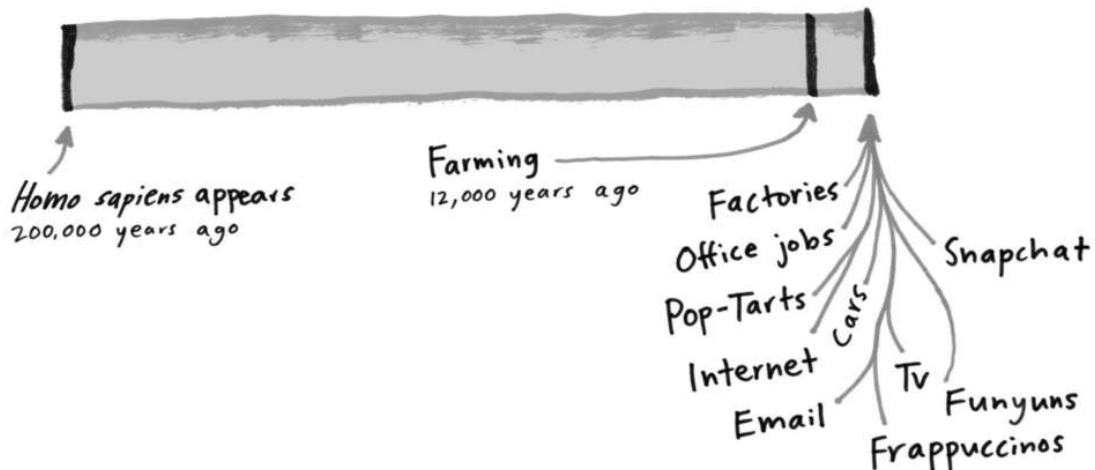 Homo sapiens appears
200,000 years ago
Farming
12,000 years ago
Factories
Office jobs
Pop-Tarts
Internet
Cars
Email
Frappuccinos
TV
Funyuns
Snapchat